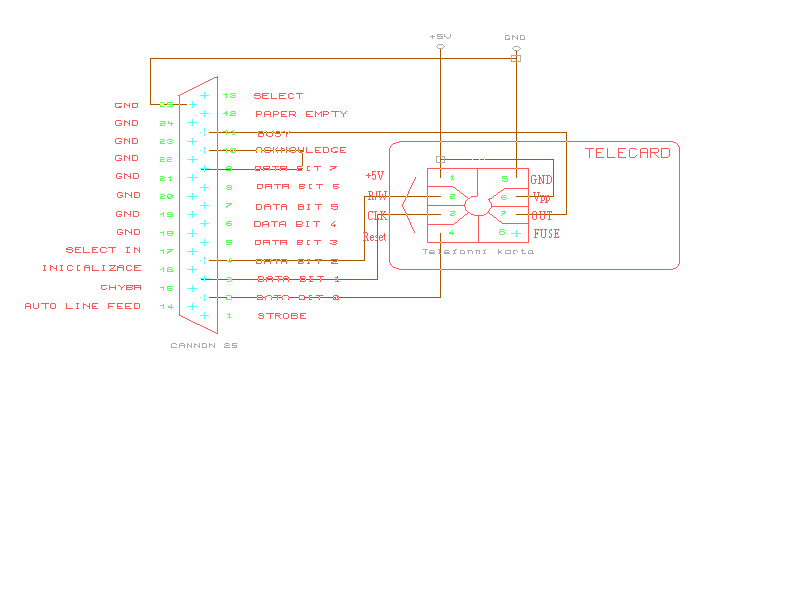 +5V
GND
13 SELECT
GND 25
12 PAPER EMPTY
GND 24
11 BUSY
GND 23
10 ACKNOWLEDGE
TELECARD
GND 22
9 DATA BIT 7
+5V
1
5
GND
GND 21
8 DATA BIT 6
GND 20
R/W
2
6
Vpp
7 DATA BIT 5
GND 19
CLK
3
7
OUT
6 DATA BIT 4
GND 18
Reset
4
8
FUSE
5 DATA BIT 3
SELECT IN 17
Telefonni karta
4 DATA BIT 2
INICIALIZACE 16
3 DATA BIT 1
CHYBA 15
2 DATA BIT 0
AUTO LINE FEED 14
1 STROBE
CANNON 25